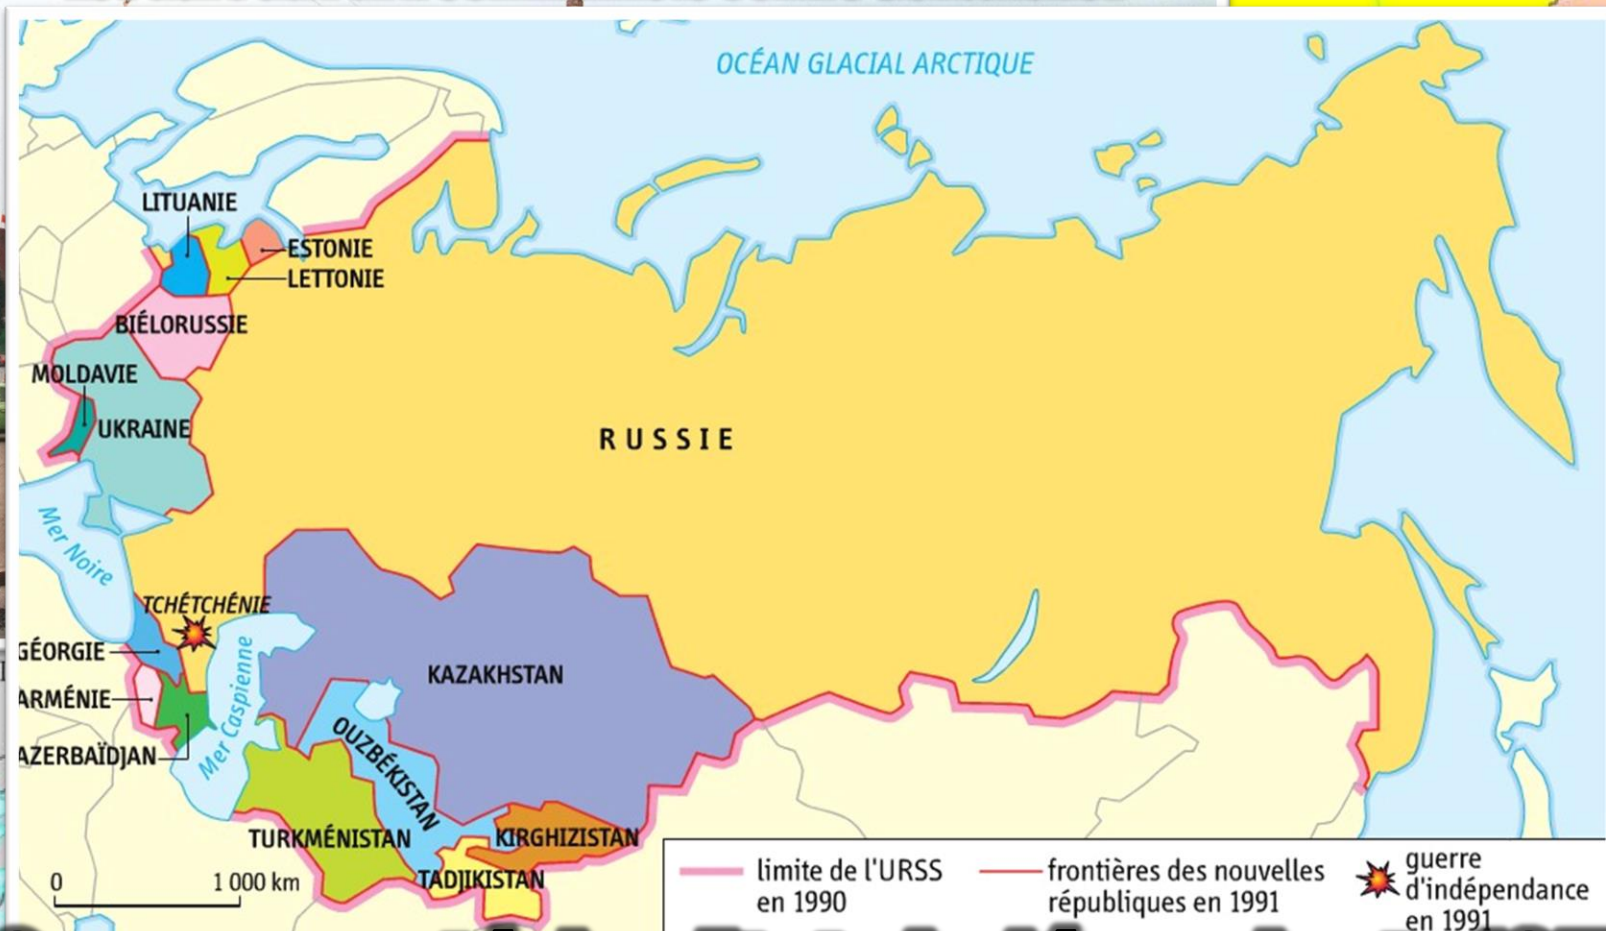 OCÉAN GLACIAL ARCTIQUE
LITUANIE
ESTONIE
LETTONIE
BIÉLORUSSIE
MOLDAVIE
UKRAINE
RUSSIE
Mer Noire
TCHÉTCHÉNIE
GÉORGIE
ARMÉNIE
AZERBAÏDJAN
Mer Caspienne
KAZAKHSTAN
OUZBÉKISTAN
TURKMÉNISTAN
KIRGHIZISTAN
TADJIKISTAN
0 1 000 km
limite de l'URSS
en 1990
frontières des nouvelles
républiques en 1991
guerre
d'indépendance
en 1991